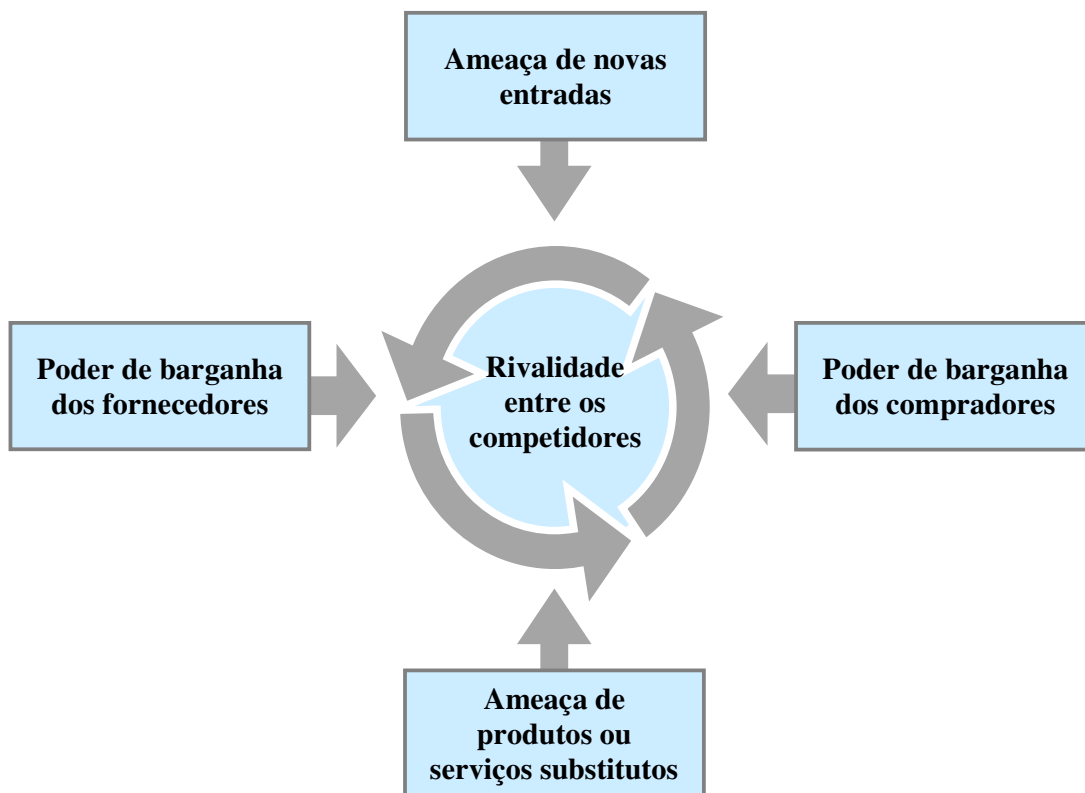 Ameaça de novas
entradas
Poder de barganha
dos fornecedores
Rivalidade
entre os
competidores
Poder de barganha
dos compradores
Ameaça de
produtos ou
serviços substitutos